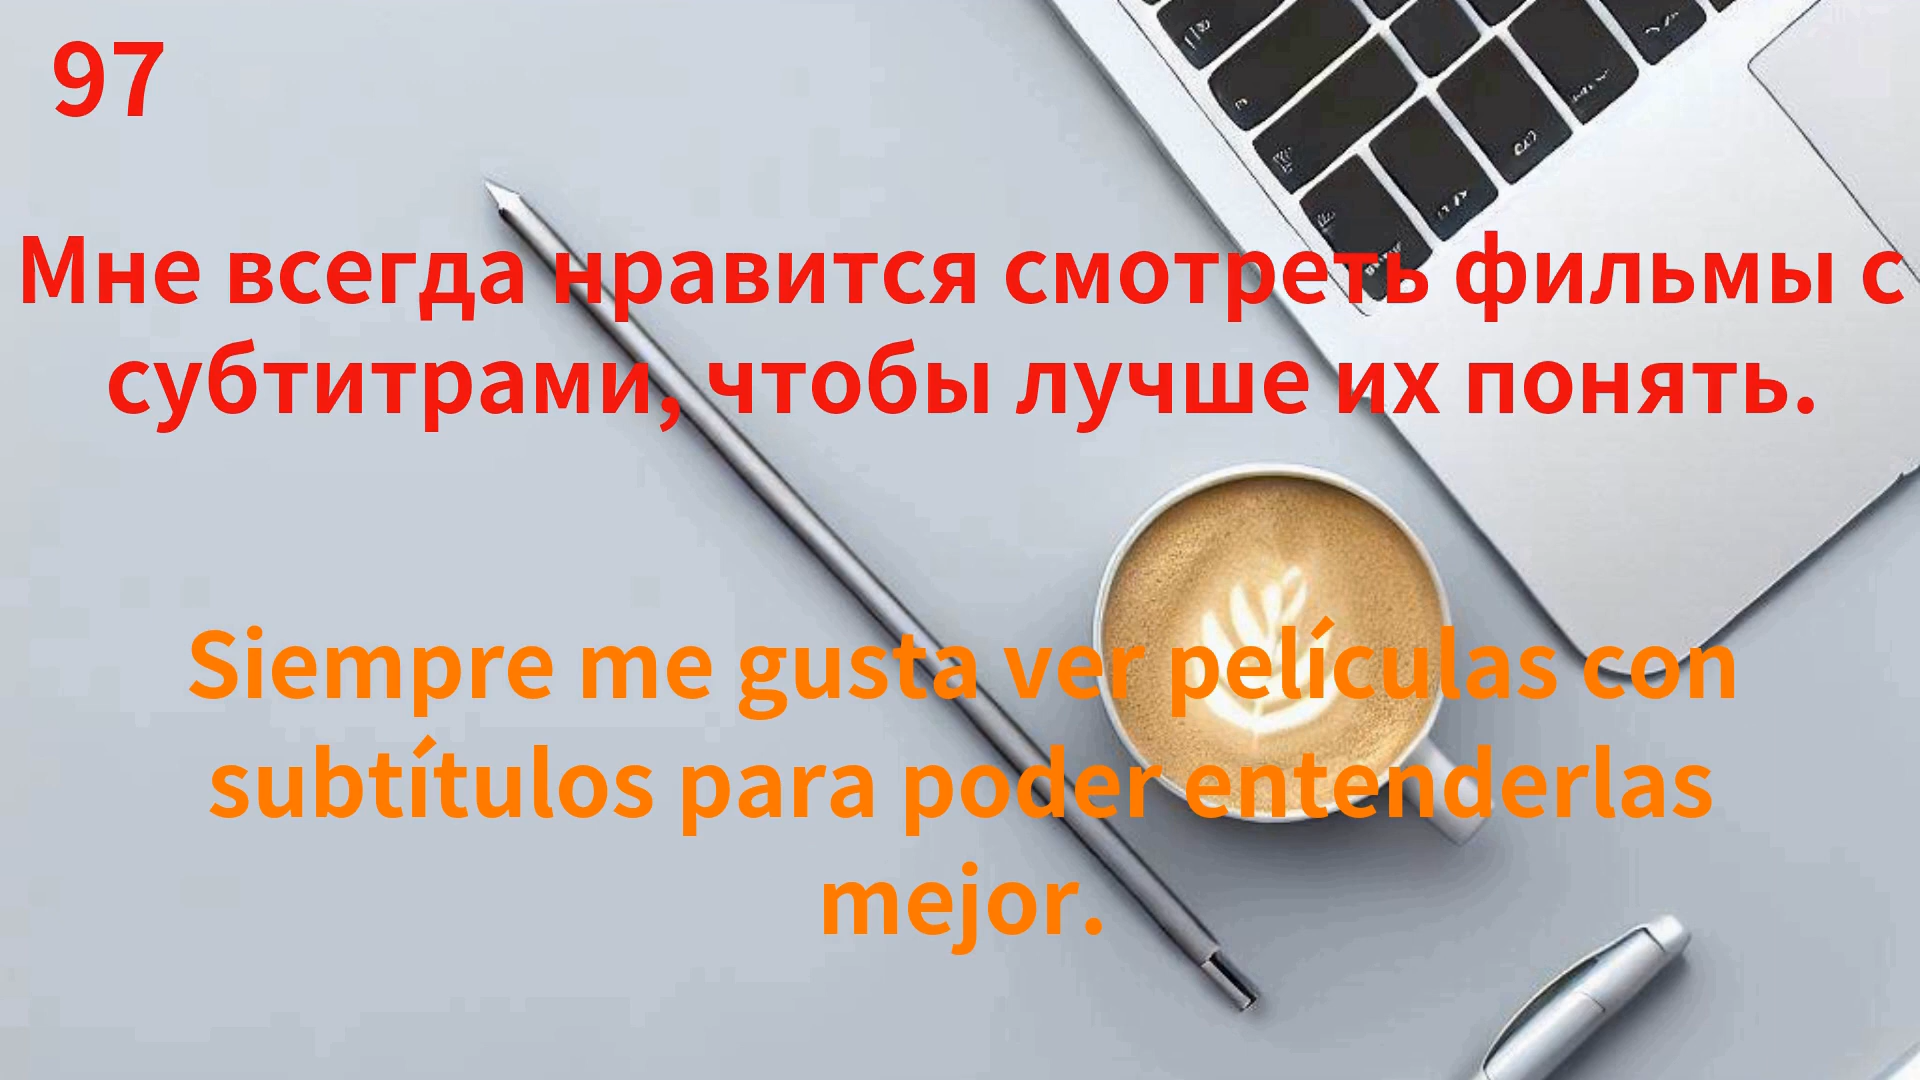 97
Мне всегда нравится смотреть фильмы с
субтитрами, чтобы лучше их понять.
Siempre me gusta ver películas con
subtítulos para poder entenderlas
mejor.